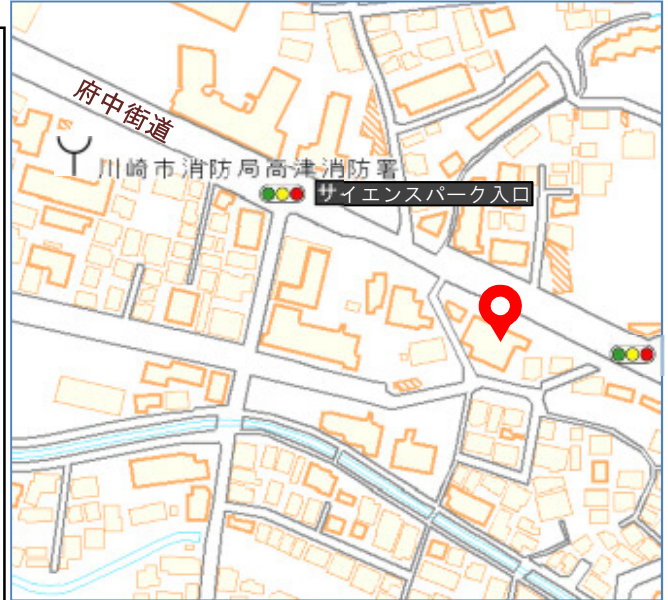 府中街道
川崎市消防局高津消防署
サイエンスパーク入口